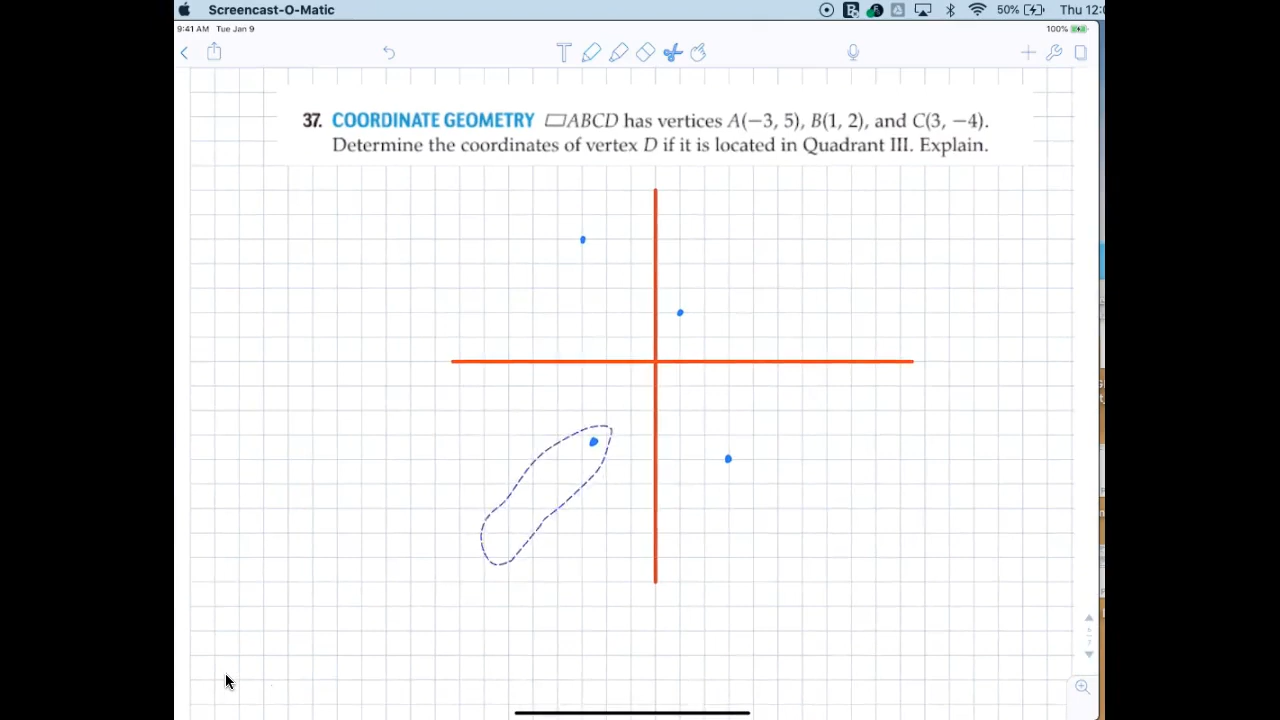 Screencast-O-Matic
50%
Thu 12:0
9:41 AM Tue Jan 9
100%
T
37. COORDINATE GEOMETRY ▱ABCD has vertices A(−3, 5), B(1, 2), and C(3, −4).
Determine the coordinates of vertex D if it is located in Quadrant III. Explain.